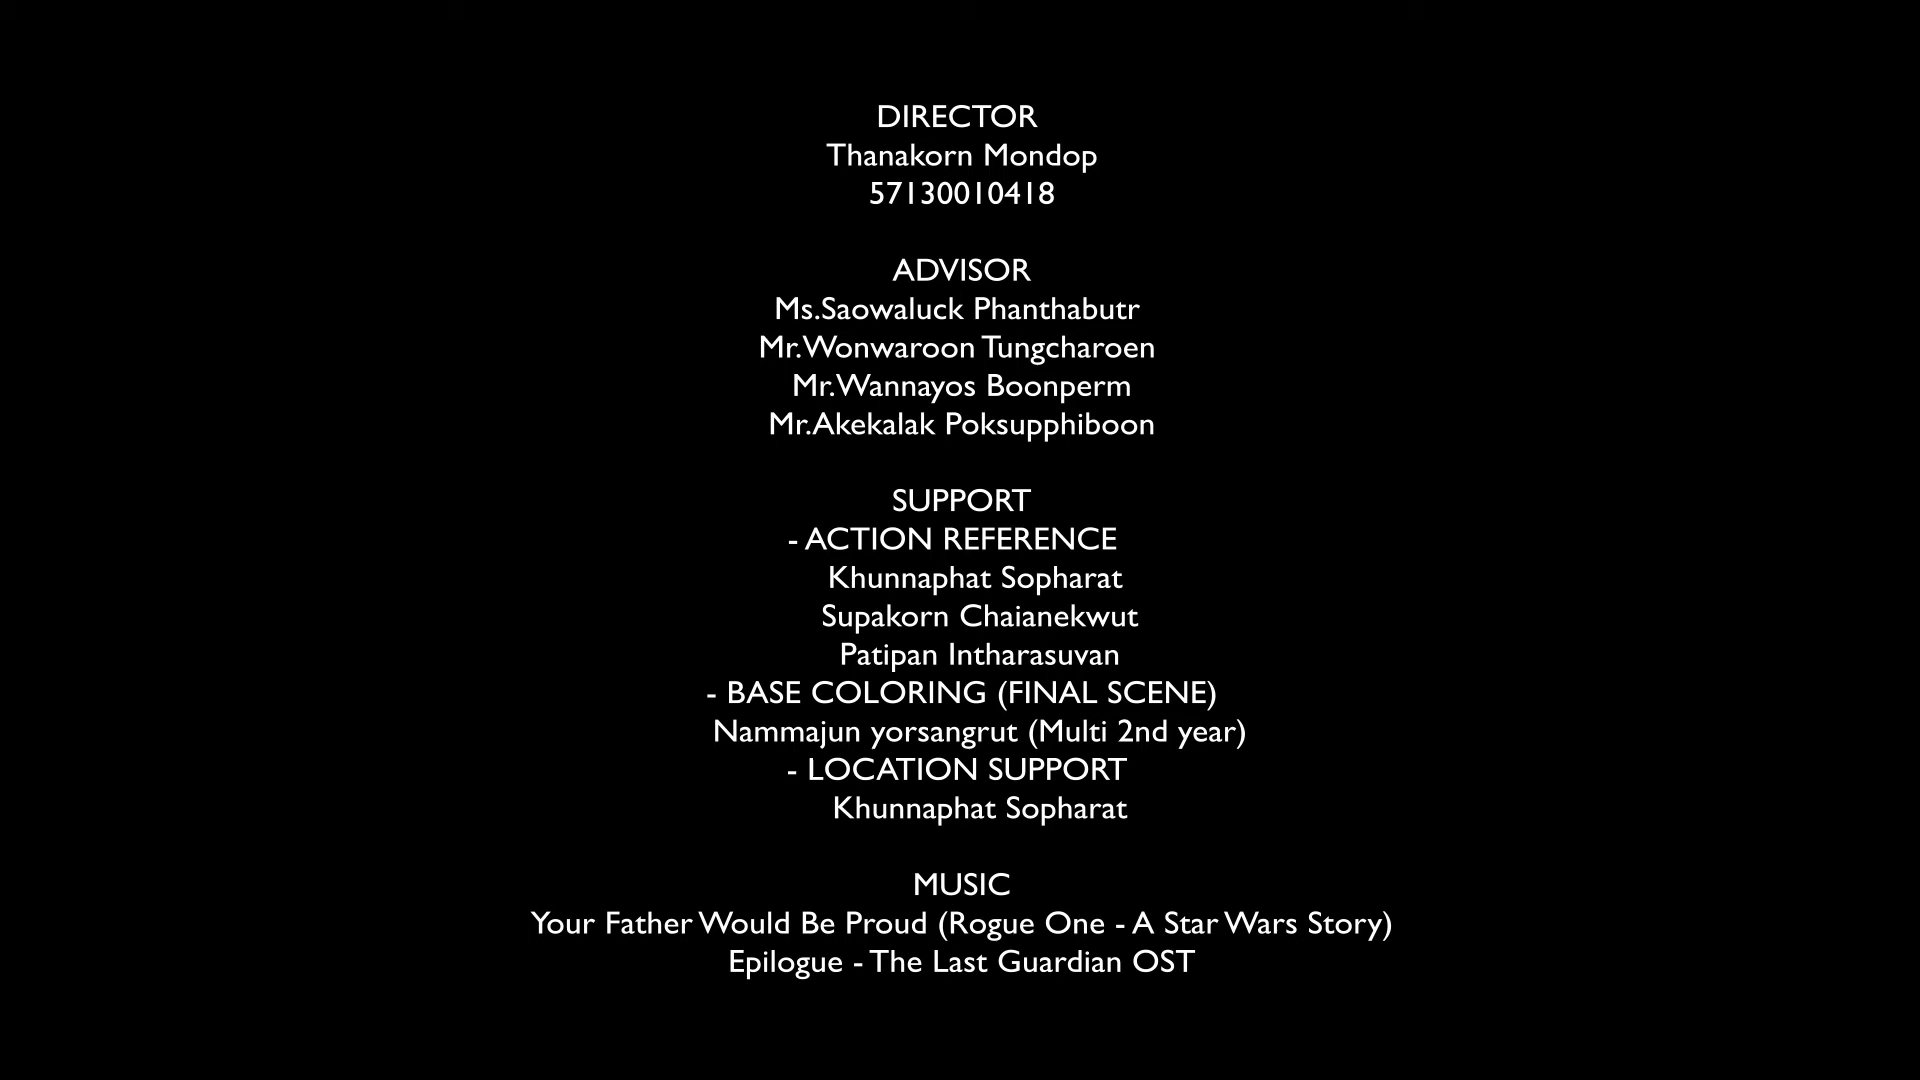 DIRECTOR
Thanakorn Mondop
57130010418
ADVISOR
Ms.Saowaluck Phanthabutr
Mr.Wonwaroon Tungcharoen
Mr.Wannayos Boonperm
Mr.Akekalak Poksupphiboon
SUPPORT
- ACTION REFERENCE
Khunnaphat Sopharat
Supakorn Chaianekwut
Patipan Intharasuvan
- BASE COLORING (FINAL SCENE)
Nammajun yorsangrut (Multi 2nd year)
- LOCATION SUPPORT
Khunnaphat Sopharat
MUSIC
Your Father Would Be Proud (Rogue One - A Star Wars Story)
Epilogue - The Last Guardian OST